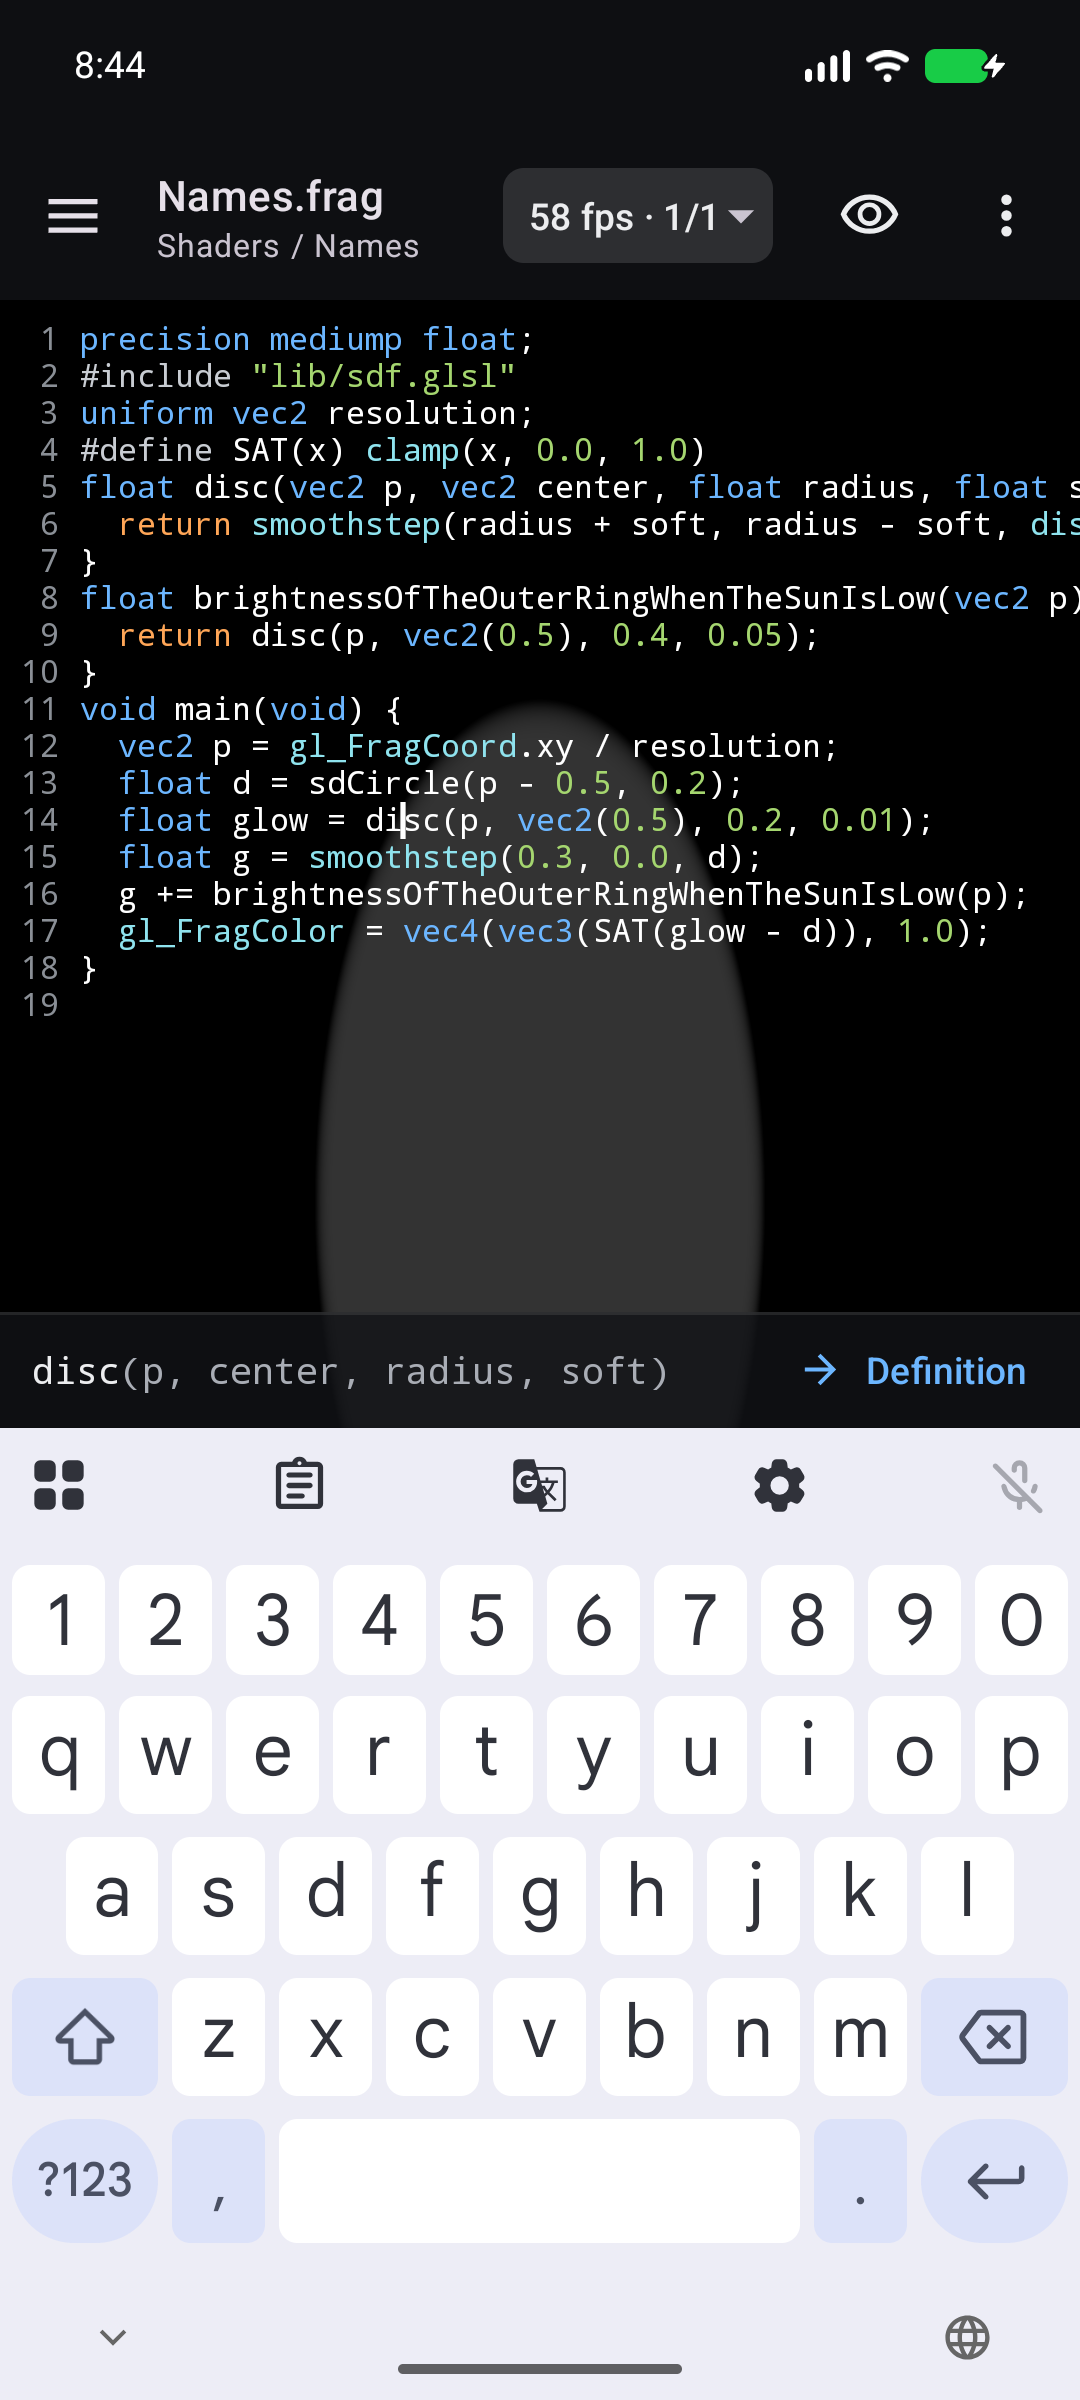 8:44
Names.frag
Shaders / Names
58 fps · 1/1
1 precision mediump float;
2 #include "lib/sdf.glsl"
3 uniform vec2 resolution;
4 #define SAT(x) clamp(x, 0.0, 1.0)
5 float disc(vec2 p, vec2 center, float radius, float s
6 return smoothstep(radius + soft, radius - soft, dis
7 }
8 float brightnessOfTheOuterRingWhenTheSunIsLow(vec2 p)
9 return disc(p, vec2(0.5), 0.4, 0.05);
10 }
11 void main(void) {
12 vec2 p = gl_FragCoord.xy / resolution;
13 float d = sdCircle(p - 0.5, 0.2);
14 float glow = disc(p, vec2(0.5), 0.2, 0.01);
15 float g = smoothstep(0.3, 0.0, d);
16 g += brightnessOfTheOuterRingWhenTheSunIsLow(p);
17 gl_FragColor = vec4(vec3(SAT(glow - d)), 1.0);
18 }
19
disc(p, center, radius, soft) → Definition
1 2 3 4 5 6 7 8 9 0
q w e r t y u i o p
a s d f g h j k l
z x c v b n m
?123 , .